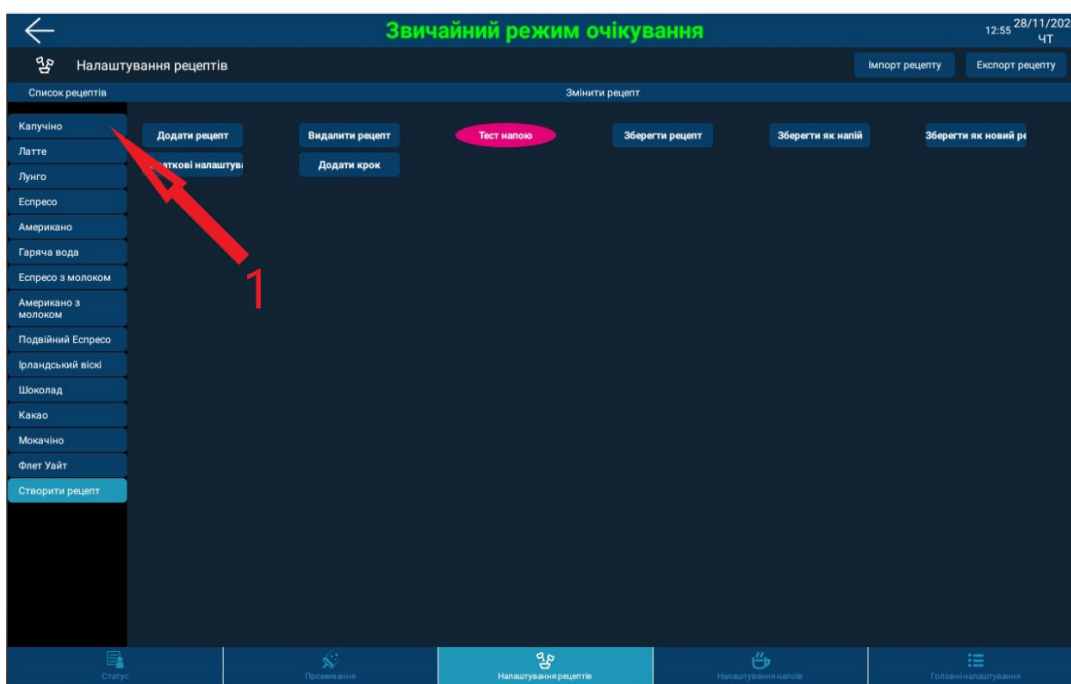 Звичайний режим очікування
12:55 28/11/202
ЧТ
Налаштування рецептів
Імпорт рецепту
Експорт рецепту
Список рецептів
Змінити рецепт
Капучіно
Латте
Лунго
Еспресо
Американо
Гаряча вода
Еспресо з молоком
Американо з
молоком
Подвійний Еспресо
Ірландський віскі
Шоколад
Какао
Мокачіно
Флет Уайт
Створити рецепт
Додати рецепт
Видалити рецепт
Тест напою
Зберегти рецепт
Зберегти як напій
Зберегти як новий ре
Додати крок
1
Статус
Промивання
Налаштування рецептів
Налаштування напоїв
Головні налаштування